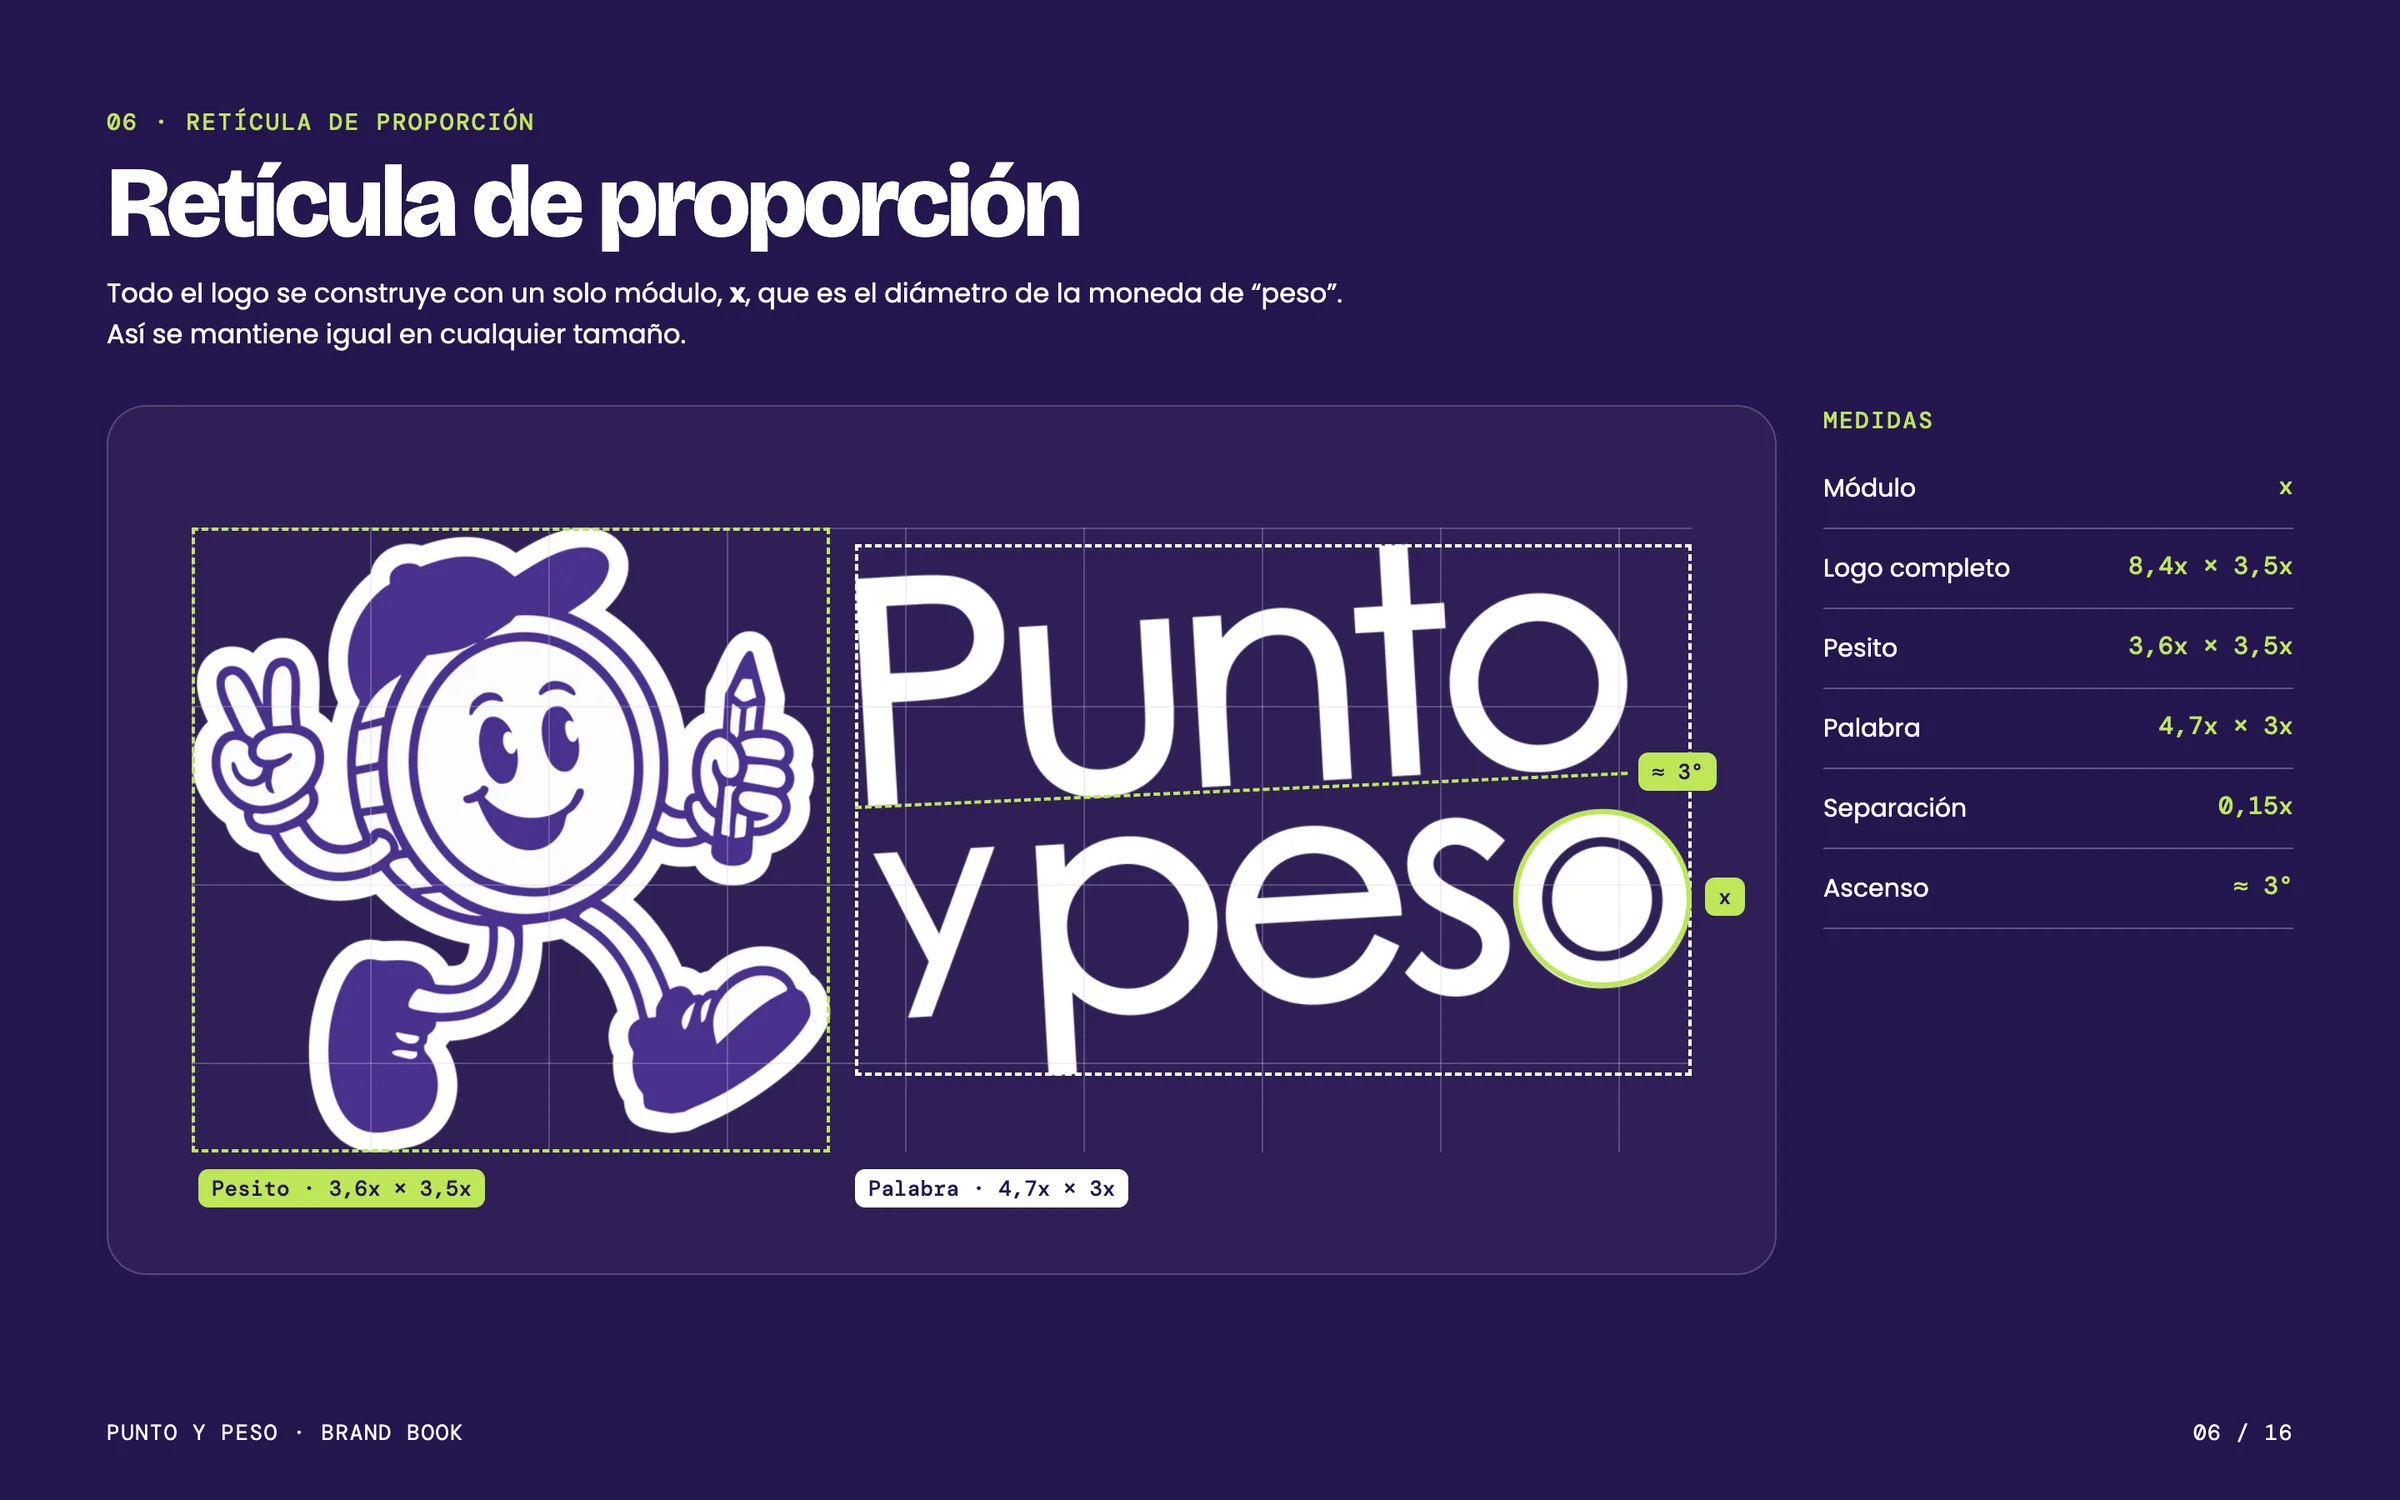 06 · RETÍCULA DE PROPORCIÓN
Retícula de proporción
Todo el logo se construye con un solo módulo, x, que es el diámetro de la moneda de “peso”.
Así se mantiene igual en cualquier tamaño.
Punto
y peso
≈ 3°
x
Pesito · 3,6x × 3,5x
Palabra · 4,7x × 3x
MEDIDAS
Módulo x
Logo completo 8,4x × 3,5x
Pesito 3,6x × 3,5x
Palabra 4,7x × 3x
Separación 0,15x
Ascenso ≈ 3°
PUNTO Y PESO · BRAND BOOK
06 / 16